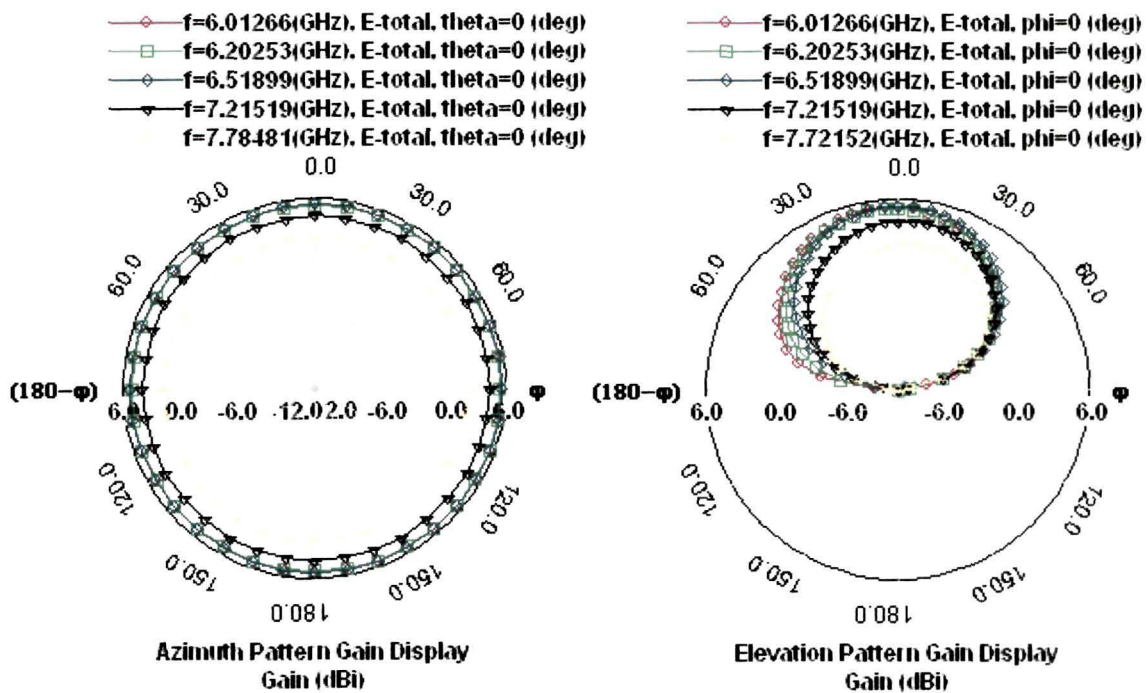 f=6.01266(GHz), E-total, theta=0 (deg)
f=6.20253(GHz), E-total, theta=0 (deg)
f=6.51899(GHz), E-total, theta=0 (deg)
f=7.21519(GHz), E-total, theta=0 (deg)
f=7.78481(GHz), E-total, theta=0 (deg)
0.0
30.0
30.0
60.0
60.0
(180-φ)
φ
6.0 0.0 -6.0 -12.0 2.0 -6.0 0.0 6.0
120.0
120.0
150.0
150.0
180.0
Azimuth Pattern Gain Display
Gain (dBi)
f=6.01266(GHz), E-total, phi=0 (deg)
f=6.20253(GHz), E-total, phi=0 (deg)
f=6.51899(GHz), E-total, phi=0 (deg)
f=7.21519(GHz), E-total, phi=0 (deg)
f=7.72152(GHz), E-total, phi=0 (deg)
0.0
30.0
30.0
60.0
60.0
(180-φ)
φ
6.0 0.0 -6.0 -6.0 0.0 6.0
120.0
120.0
150.0
150.0
180.0
Elevation Pattern Gain Display
Gain (dBi)